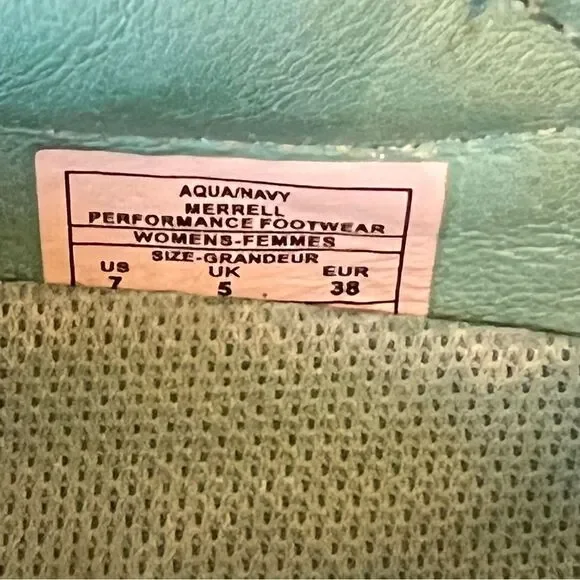 AQUA/NAVY
MERRELL
PERFORMANCE FOOTWEAR
WOMENS-FEMMES
SIZE-GRANDEUR
US UK EUR
7 5 38